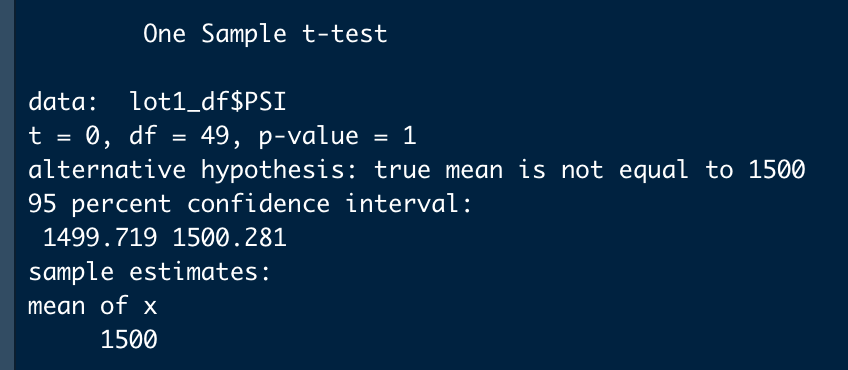 One Sample t-test
data:  lot1_df$PSI
t = 0, df = 49, p-value = 1
alternative hypothesis: true mean is not equal to 1500
95 percent confidence interval:
1499.719 1500.281
sample estimates:
mean of x
1500